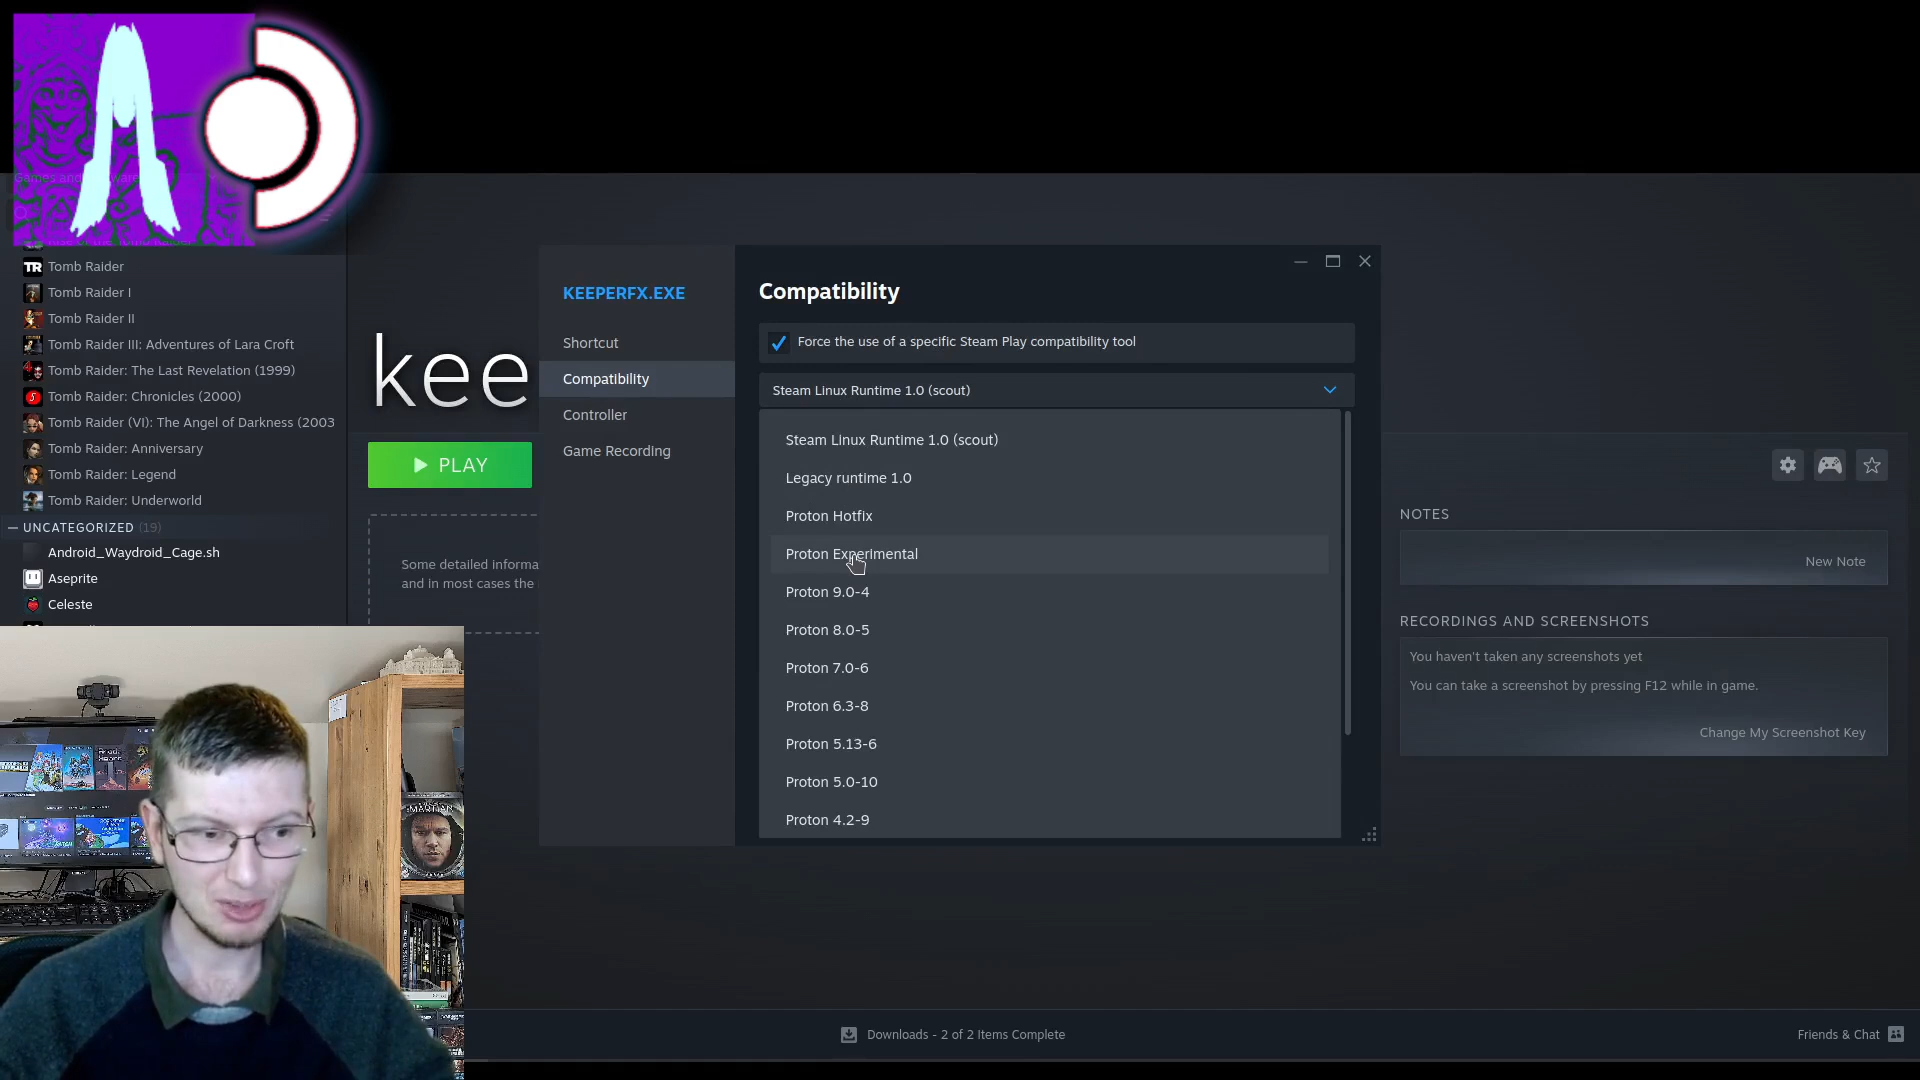 Games and Software
Tomb Raider
Tomb Raider I
Tomb Raider II
Tomb Raider III: Adventures of Lara Croft
Tomb Raider: The Last Revelation (1999)
Tomb Raider: Chronicles (2000)
Tomb Raider (VI): The Angel of Darkness (2003
Tomb Raider: Anniversary
Tomb Raider: Legend
Tomb Raider: Underworld
UNCATEGORIZED (19)
Android_Waydroid_Cage.sh
Aseprite
Celeste
kee
PLAY
Some detailed informa
and in most cases the
KEEPERFX.EXE
Shortcut
Compatibility
Controller
Game Recording
Compatibility
Force the use of a specific Steam Play compatibility tool
Steam Linux Runtime 1.0 (scout)
Steam Linux Runtime 1.0 (scout)
Legacy runtime 1.0
Proton Hotfix
Proton Experimental
Proton 9.0-4
Proton 8.0-5
Proton 7.0-6
Proton 6.3-8
Proton 5.13-6
Proton 5.0-10
Proton 4.2-9
NOTES
New Note
RECORDINGS AND SCREENSHOTS
You haven't taken any screenshots yet
You can take a screenshot by pressing F12 while in game.
Change My Screenshot Key
MARTIAN
Downloads - 2 of 2 Items Complete
Friends & Chat